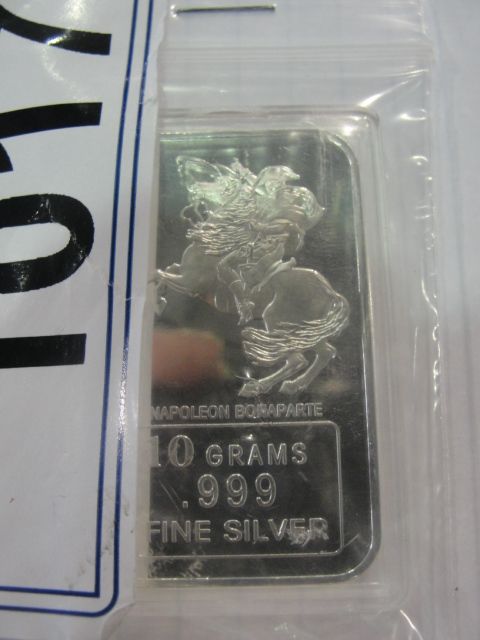 NAPOLEON BONAPARTE
10 GRAMS
.999
FINE SILVER